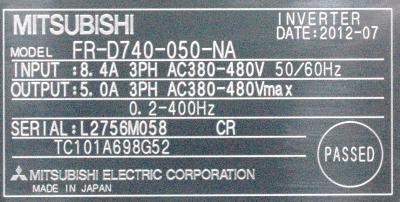 MITSUBISHI
INVERTER
DATE:2012-07
MODEL FR-D740-050-NA
INPUT :8.4A 3PH AC380-480V 50/60Hz
OUTPUT:5.0A 3PH AC380-480Vmax
0.2-400Hz
SERIAL:L2756M058 CR
TC101A698G52
PASSED
MITSUBISHI ELECTRIC CORPORATION
MADE IN JAPAN